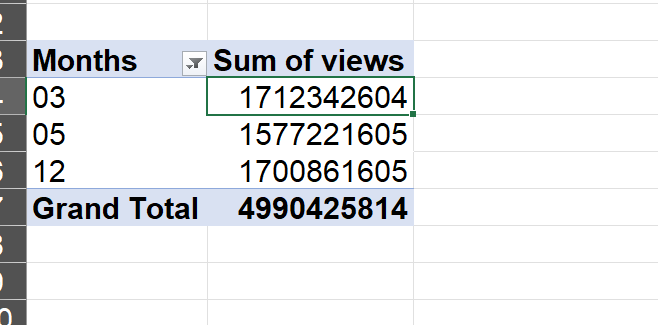 Months Sum of views
03 1712342604
05 1577221605
12 1700861605
Grand Total 4990425814